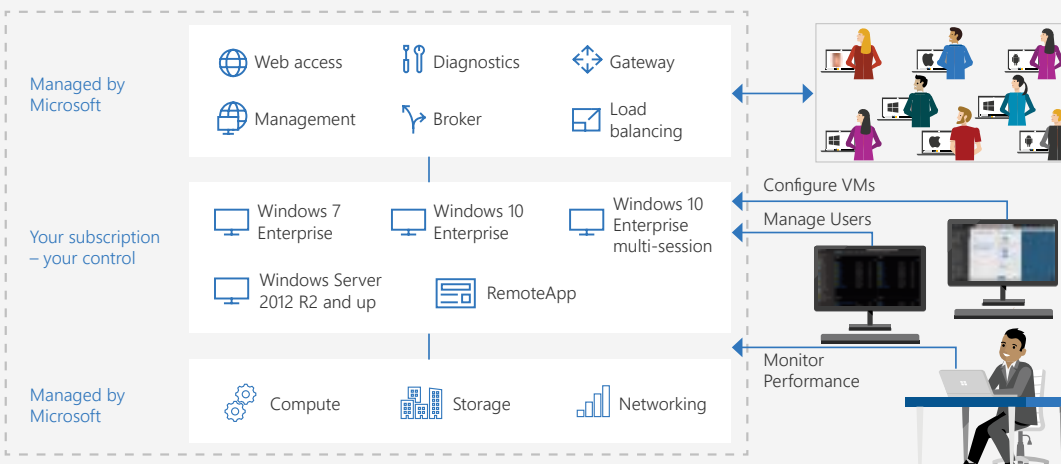 Managed by
Microsoft
Web access
Diagnostics
Gateway
Management
Broker
Load
balancing
Your subscription
– your control
Windows 7
Enterprise
Windows 10
Enterprise
Windows 10
Enterprise
multi-session
Windows Server
2012 R2 and up
RemoteApp
Configure VMs
Manage Users
Managed by
Microsoft
Compute
Storage
Networking
Monitor
Performance